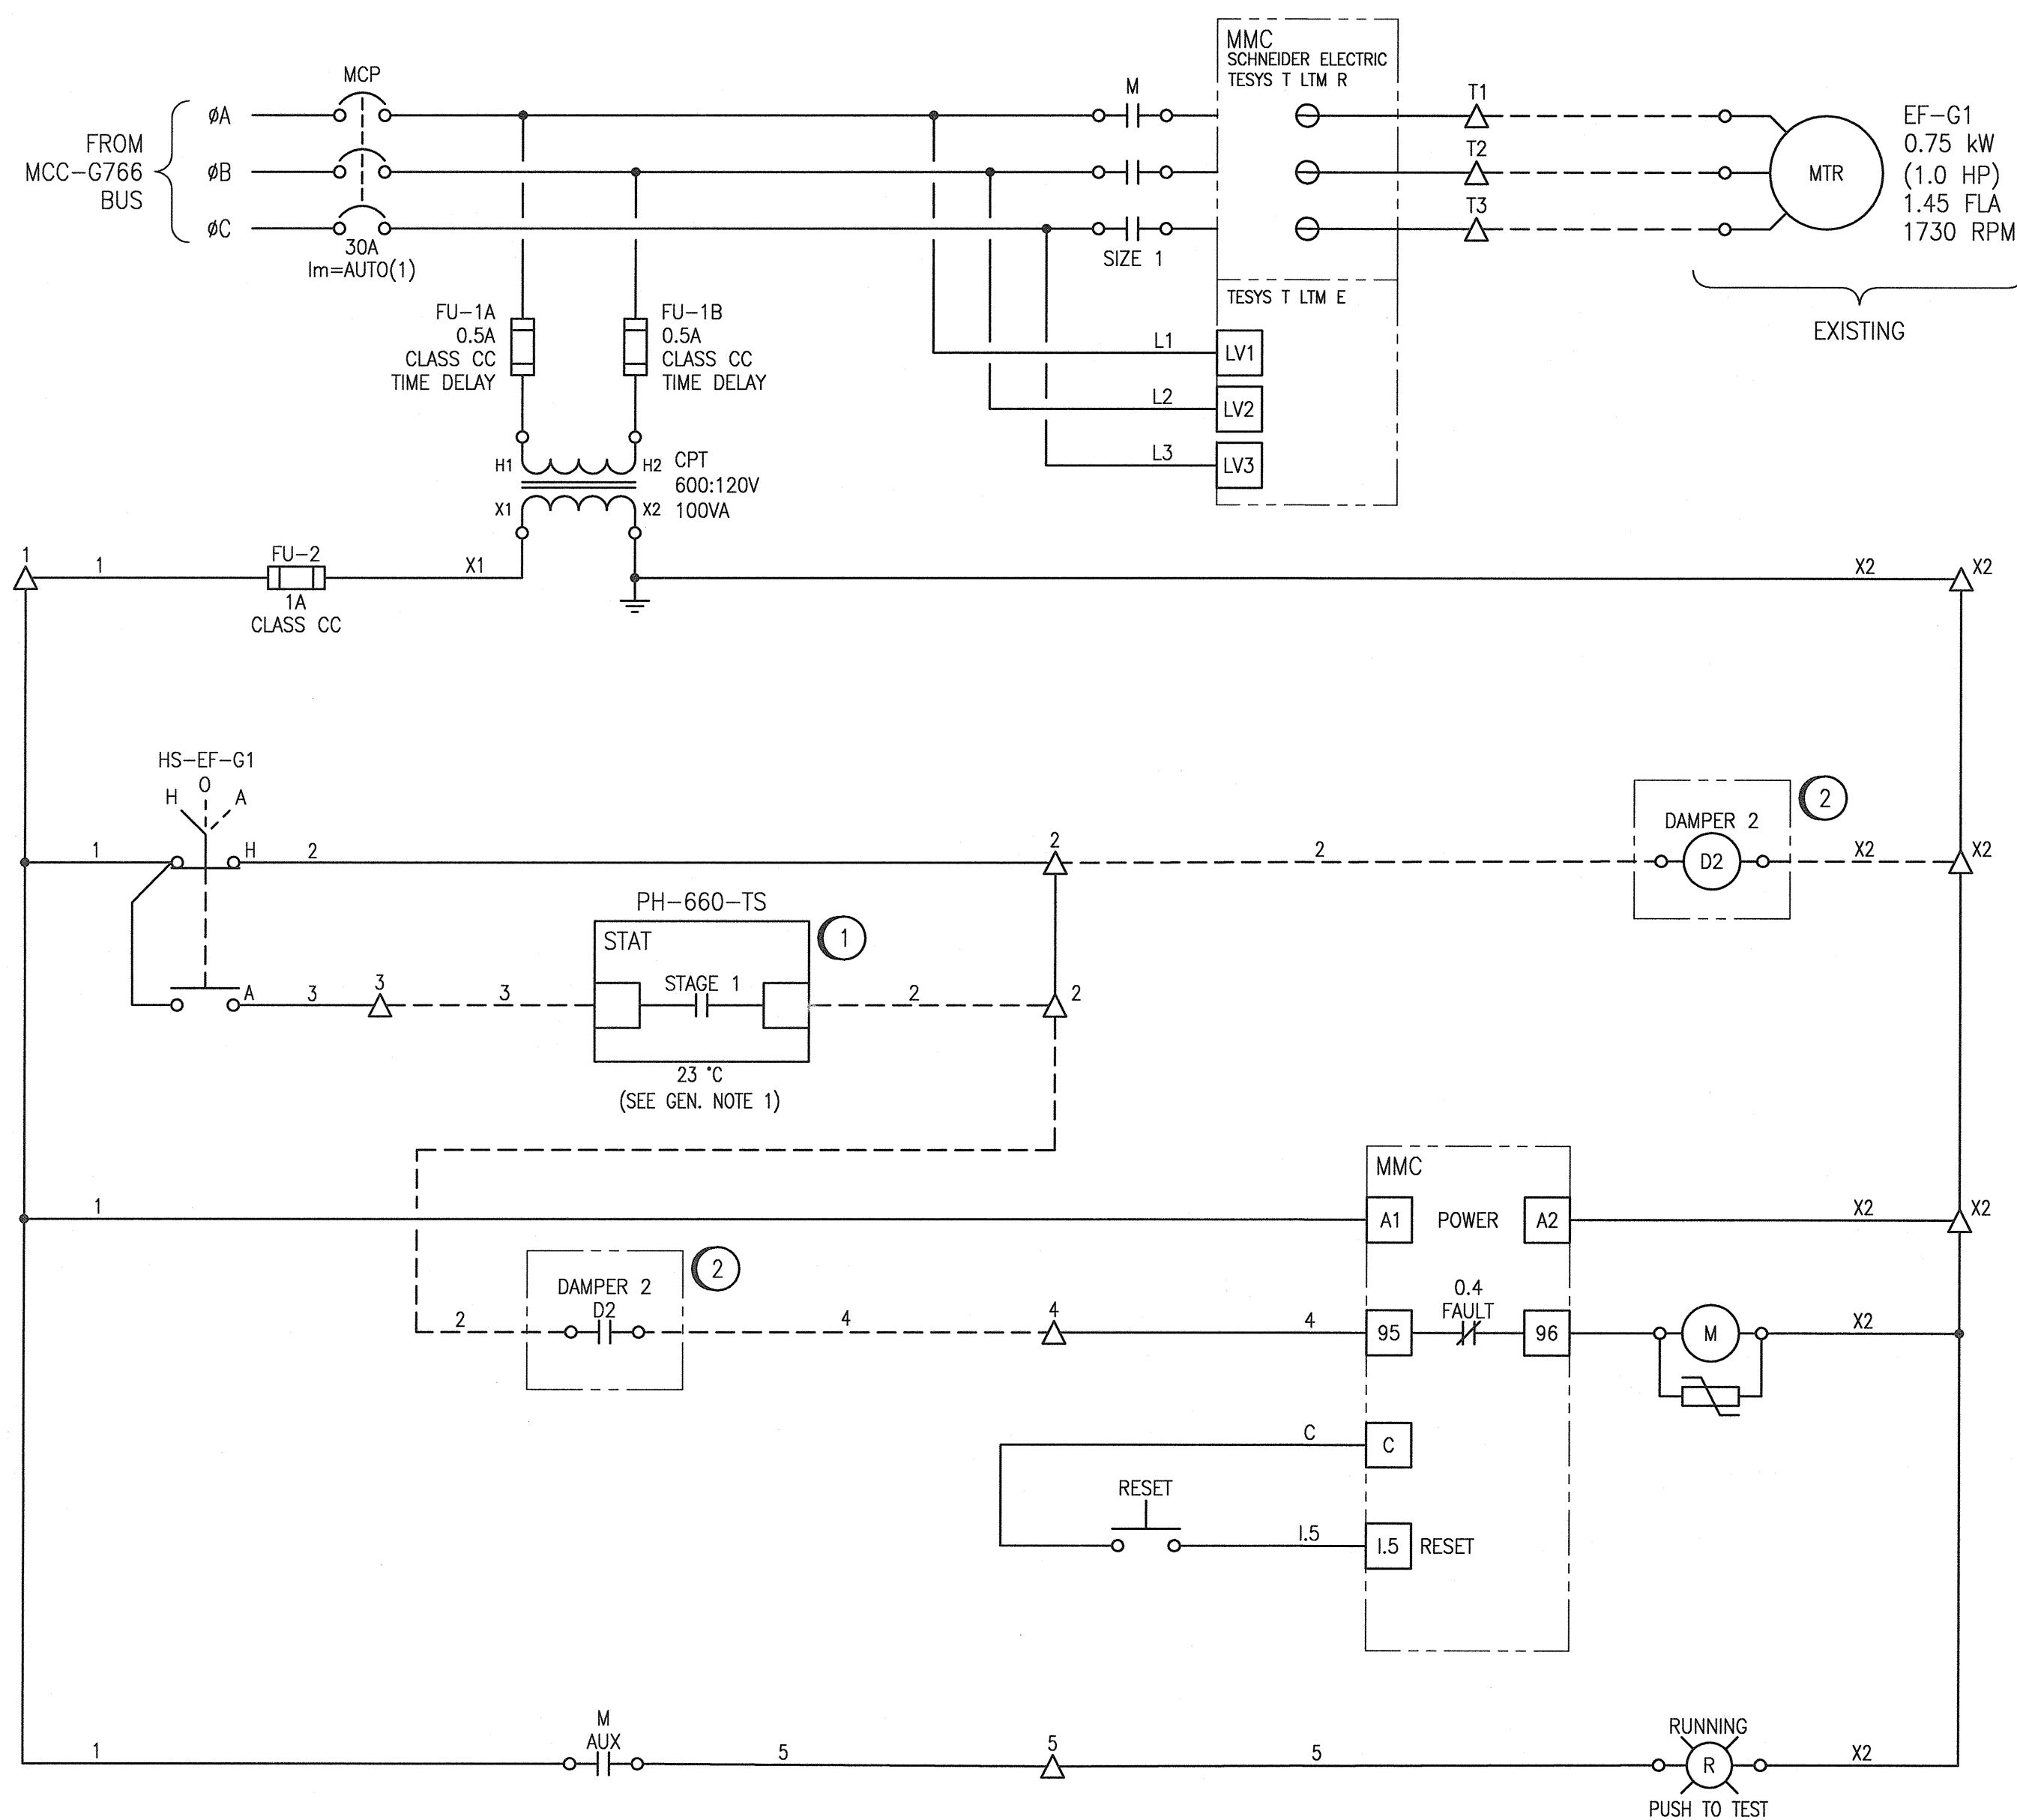 MMC
SCHNEIDER ELECTRIC
TESYS T LTM R
MCP
M
T1
T2
T3
FROM
MCC-G766
BUS
øA
øB
øC
30A
Im=AUTO(1)
SIZE 1
MTR
EF-G1
0.75 kW
(1.0 HP)
1.45 FLA
1730 RPM
EXISTING
TESYS T LTM E
L1
LV1
L2
LV2
L3
LV3
FU-1A
0.5A
CLASS CC
TIME DELAY
FU-1B
0.5A
CLASS CC
TIME DELAY
H1
H2
CPT
600:120V
100VA
X1
X2
1
1
FU-2
1A
CLASS CC
X1
X2
X2
HS-EF-G1
H
O
A
1
H
2
2
2
DAMPER 2
D2
2
X2
X2
PH-660-TS
STAT
STAGE 1
1
A
3
3
3
2
2
23 °C
(SEE GEN. NOTE 1)
1
MMC
A1
POWER
A2
X2
X2
DAMPER 2
D2
2
2
4
4
4
95
0.4
FAULT
96
M
X2
C
C
RESET
I.5
I.5
RESET
1
M
AUX
5
5
5
RUNNING
R
PUSH TO TEST
X2